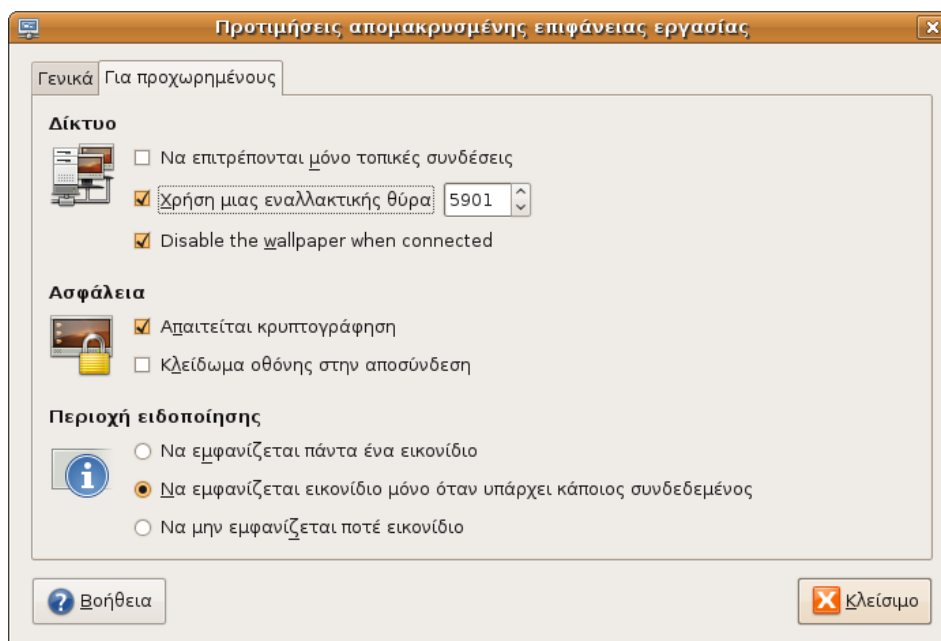 Προτιμήσεις απομακρυσμένης επιφάνειας εργασίας
Γενικά Για προχωρημένους
Δίκτυο
Να επιτρέπονται μόνο τοπικές συνδέσεις
Χρήση μιας εναλλακτικής θύρα 5901
Disable the wallpaper when connected
Ασφάλεια
Απαιτείται κρυπτογράφηση
Κλείδωμα οθόνης στην αποσύνδεση
Περιοχή ειδοποίησης
Να εμφανίζεται πάντα ένα εικονίδιο
Να εμφανίζεται εικονίδιο μόνο όταν υπάρχει κάποιος συνδεδεμένος
Να μην εμφανίζεται ποτέ εικονίδιο
Βοήθεια Κλείσιμο